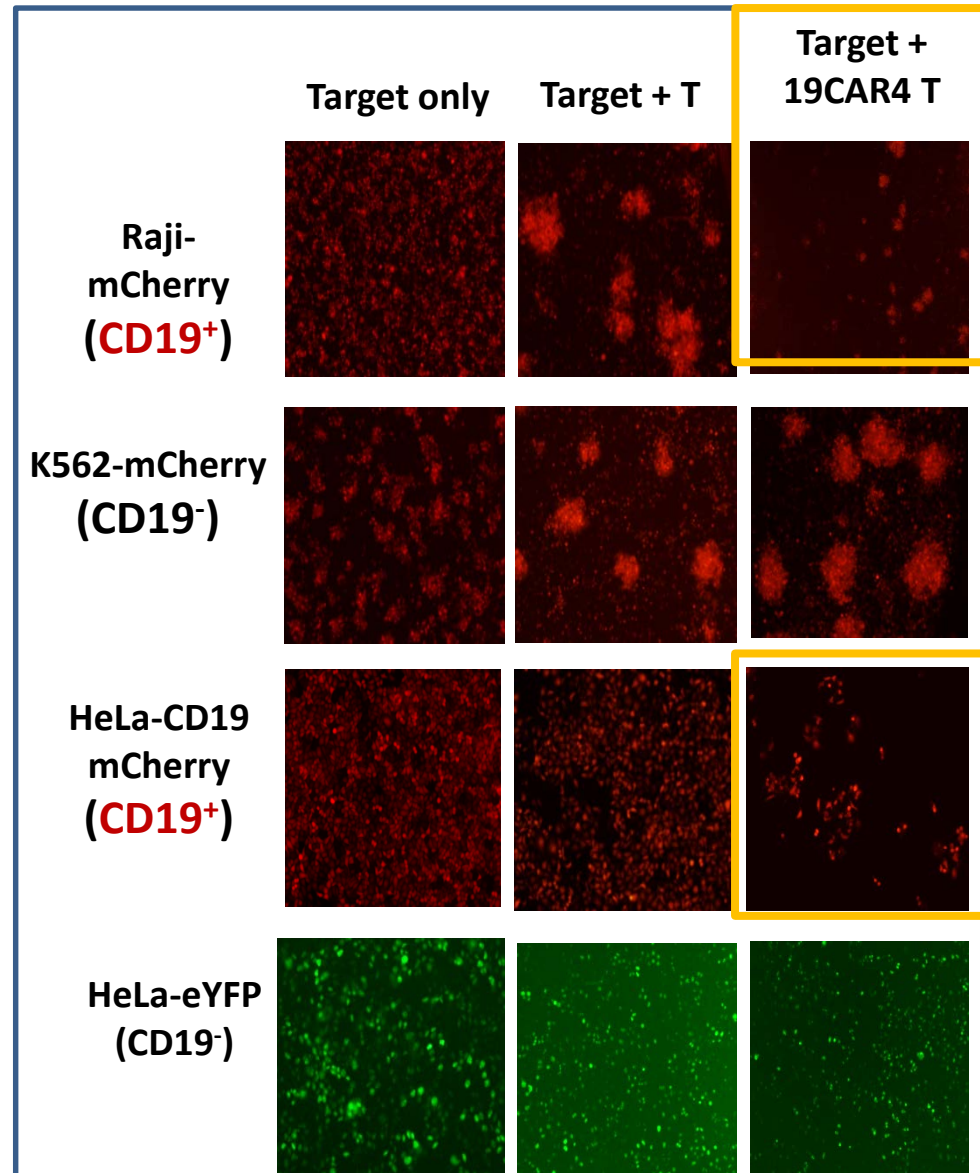 Target only
Target + T
Target +
19CAR4 T
Raji-
mCherry
(CD19⁺)
K562-mCherry
(CD19⁻)
HeLa-CD19
mCherry
(CD19⁺)
HeLa-eYFP
(CD19⁻)